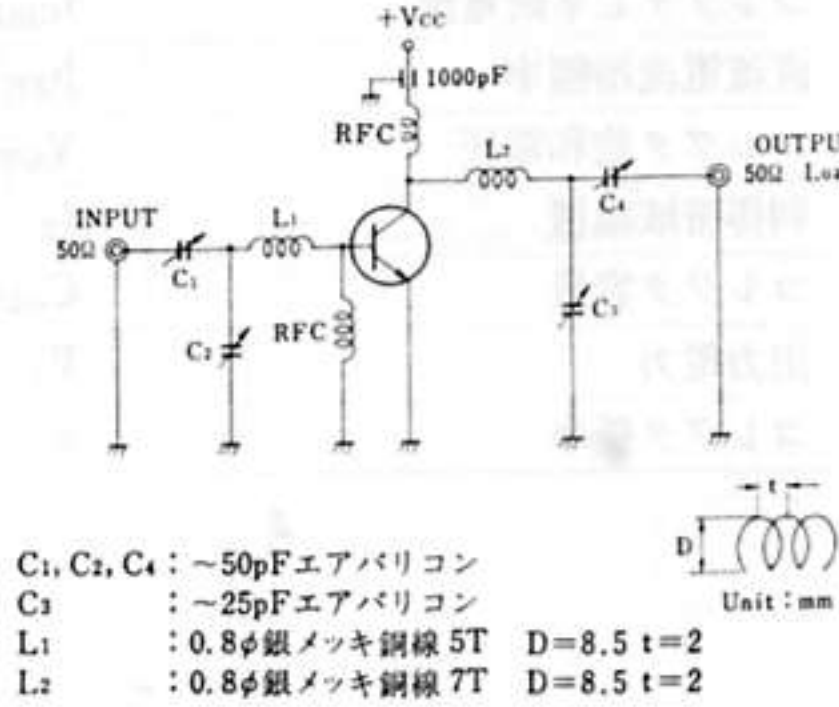 +Vcc
1000pF
RFC
L2
OUTPU
50Ω Loa
C4
INPUT
50Ω
L1
C1
C2
RFC
C3
t
D
Unit：mm
C1, C2, C4：～50pFエアバリコン
C3 ：～25pFエアバリコン
L1 ：0.8φ銀メッキ銅線 5T D=8.5 t=2
L2 ：0.8φ銀メッキ銅線 7T D=8.5 t=2